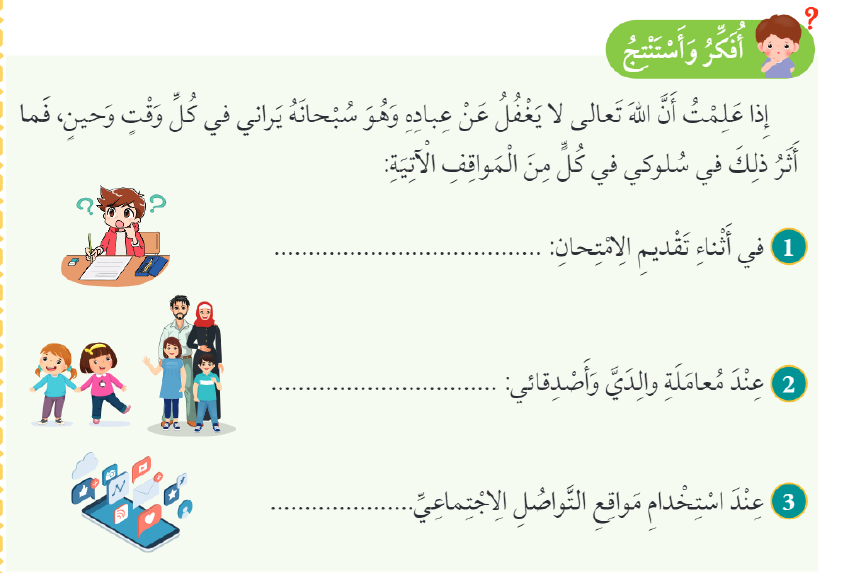 أُفَكِّرُ وَأَسْتَنْتِجُ
إِذا عَلِمْتُ أَنَّ اللهَ تَعالى لا يَغْفُلُ عَنْ عِبادِهِ وَهُوَ سُبْحانَهُ يَراني في كُلِّ وَقْتٍ وَحينٍ، فَما
أَثَرُ ذلِكَ في سُلوكي في كُلٍّ مِنَ الْمَواقِفِ الْآتِيَةِ:
1 في أَثْناءِ تَقْديمِ الِامْتِحانِ: .......................................
2 عِنْدَ مُعامَلَةِ والِدَيَّ وَأَصْدِقائي: .................................
3 عِنْدَ اسْتِخْدامِ مَواقِعِ التَّواصُلِ الِاجْتِماعِيِّ.....................